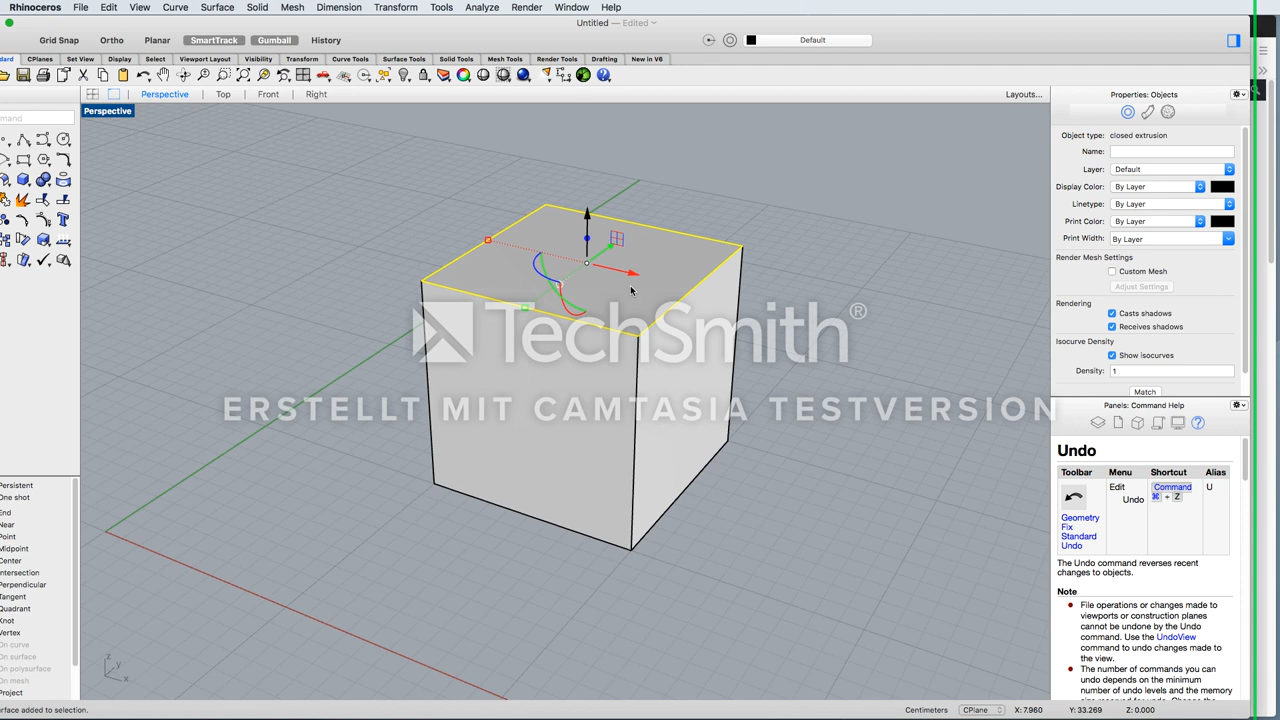 Rhinoceros File Edit View Curve Surface Solid Mesh Dimension Transform Tools Analyze Render Window Help
Untitled — Edited
Grid Snap Ortho Planar SmartTrack Gumball History Default
dard CPlanes Set View Display Select Viewport Layout Visibility Transform Curve Tools Surface Tools Solid Tools Mesh Tools Render Tools Drafting New in V6
Perspective Top Front Right Layouts...
Perspective
mand
Properties: Objects
Object type: closed extrusion
Name:
Layer: Default
Display Color: By Layer
Linetype: By Layer
Print Color: By Layer
Print Width: By Layer
Render Mesh Settings
Custom Mesh
Adjust Settings
Rendering
Casts shadows
Receives shadows
Isocurve Density
Show isocurves
Density: 1
Match
TechSmith®
ERSTELLT MIT CAMTASIA TESTVERSION
Panels: Command Help
Undo
Toolbar Menu Shortcut Alias
Edit Command U
Undo ⌘ + Z
Geometry
Fix
Standard
Undo
The Undo command reverses recent
changes to objects.
Note
File operations or changes made to
viewports or construction planes
cannot be undone by the Undo
command. Use the UndoView
command to undo changes made to
the view.
The number of commands you can
undo depends on the minimum
number of undo levels and the memory
Persistent
One shot
End
Near
Point
Midpoint
Center
ntersection
Perpendicular
Tangent
Quadrant
Knot
Vertex
On curve
On surface
On polysurface
On mesh
Project
z
y
x
erface added to selection.
Centimeters CPlane X: 7.960 Y: 33.269 Z: 0.000